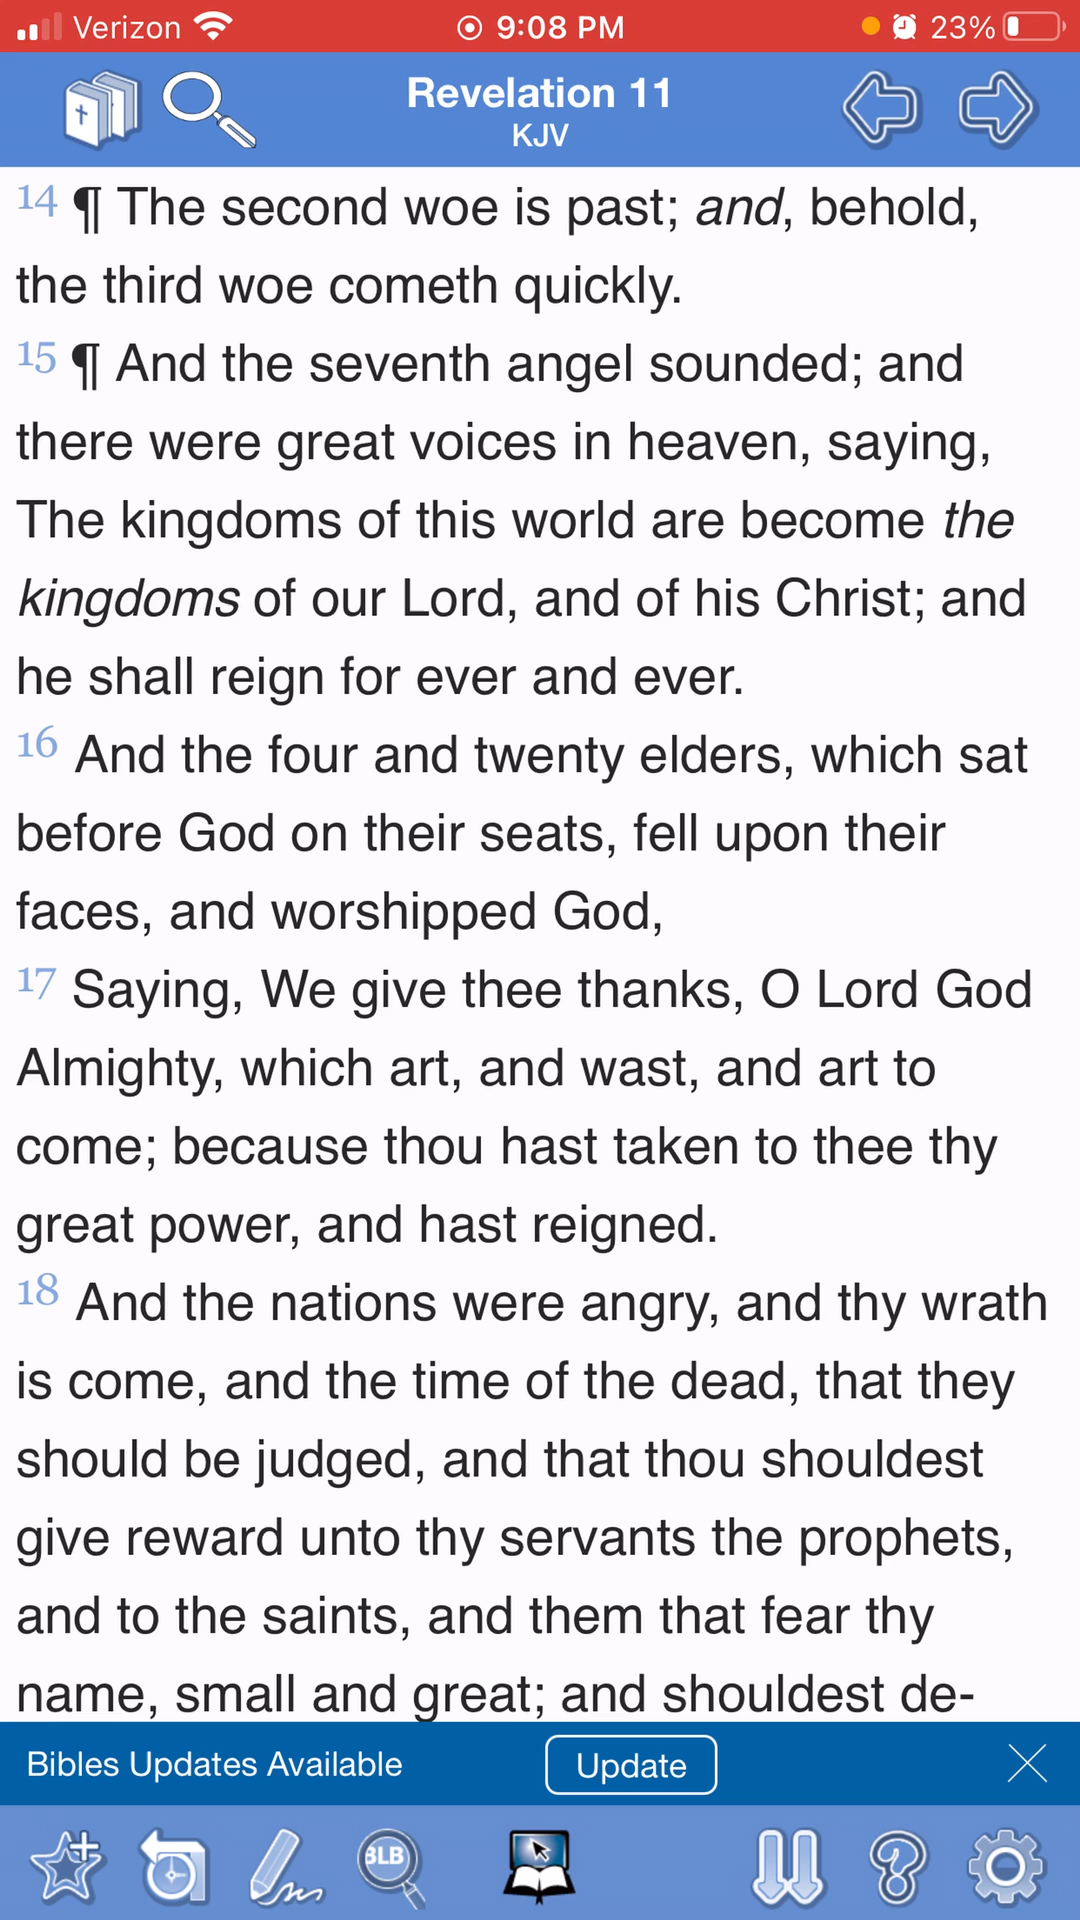 Verizon 9:08 PM 23%
Revelation 11
KJV
14 ¶ The second woe is past; and, behold,
the third woe cometh quickly.
15 ¶ And the seventh angel sounded; and
there were great voices in heaven, saying,
The kingdoms of this world are become the
kingdoms of our Lord, and of his Christ; and
he shall reign for ever and ever.
16 And the four and twenty elders, which sat
before God on their seats, fell upon their
faces, and worshipped God,
17 Saying, We give thee thanks, O Lord God
Almighty, which art, and wast, and art to
come; because thou hast taken to thee thy
great power, and hast reigned.
18 And the nations were angry, and thy wrath
is come, and the time of the dead, that they
should be judged, and that thou shouldest
give reward unto thy servants the prophets,
and to the saints, and them that fear thy
name, small and great; and shouldest de-
Bibles Updates Available Update
BLB